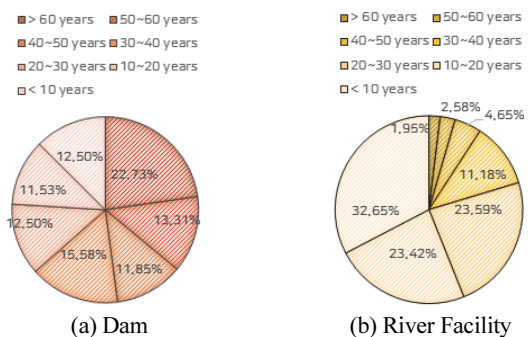 > 60 years 50~60 years
40~50 years 30~40 years
20~30 years 10~20 years
< 10 years
12,50%
22,73%
11,53%
13,31%
12,50%
15,58%
11,85%
(a) Dam
> 60 years 50~60 years
40~50 years 30~40 years
20~30 years 10~20 years
< 10 years
2,58%
1,95%
4,65%
11,18%
32,65%
23,59%
23,42%
(b) River Facility